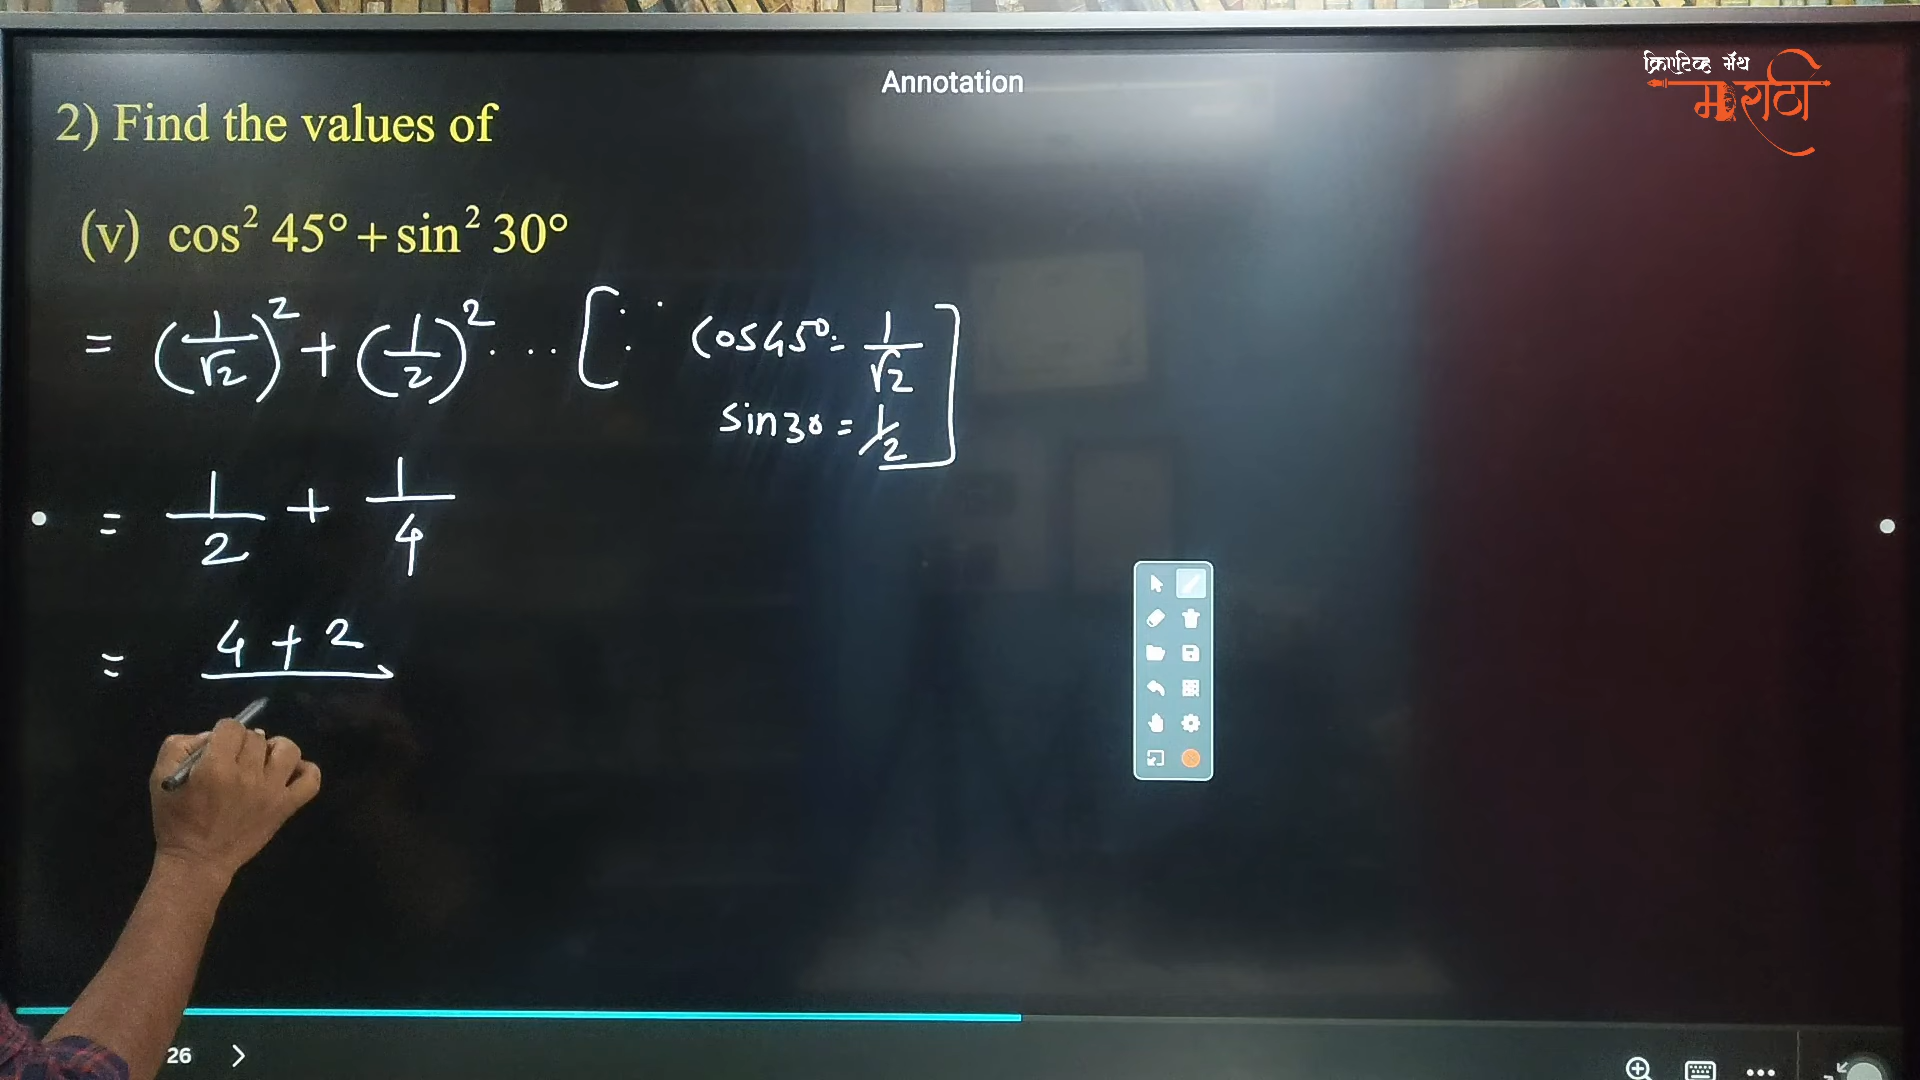 Annotation
क्रिएटिव्ह मॅथ
मराठी
2) Find the values of
(v) cos² 45° + sin² 30°
= (1/√2)² + (1/2)² ... [∵ cos45° = 1/√2
sin30 = 1/2]
= 1/2 + 1/4
= 4 + 2
26